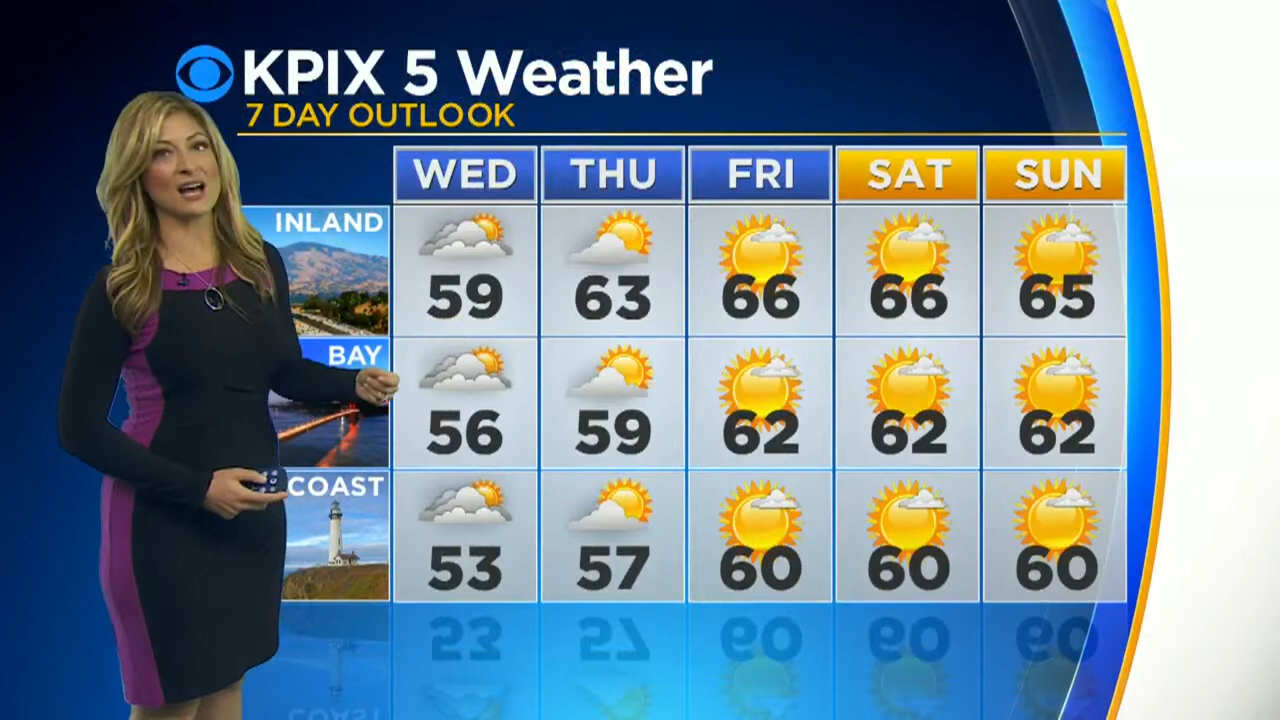 KPIX 5 Weather
7 DAY OUTLOOK
WED THU FRI SAT SUN
INLAND
59 63 66 66 65
BAY
56 59 62 62 62
COAST
53 57 60 60 60